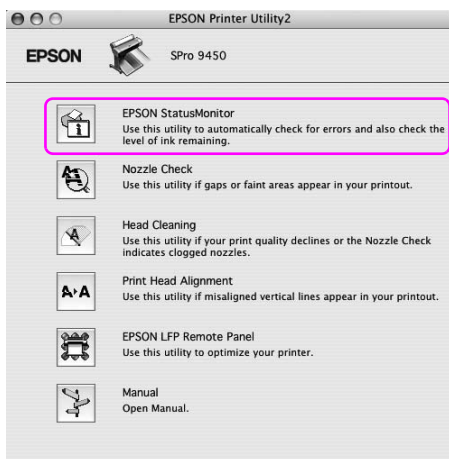 EPSON Printer Utility2
EPSON
SPro 9450
EPSON StatusMonitor
Use this utility to automatically check for errors and also check the
level of ink remaining.
Nozzle Check
Use this utility if gaps or faint areas appear in your printout.
Head Cleaning
Use this utility if your print quality declines or the Nozzle Check
indicates clogged nozzles.
Print Head Alignment
Use this utility if misaligned vertical lines appear in your printout.
EPSON LFP Remote Panel
Use this utility to optimize your printer.
Manual
Open Manual.